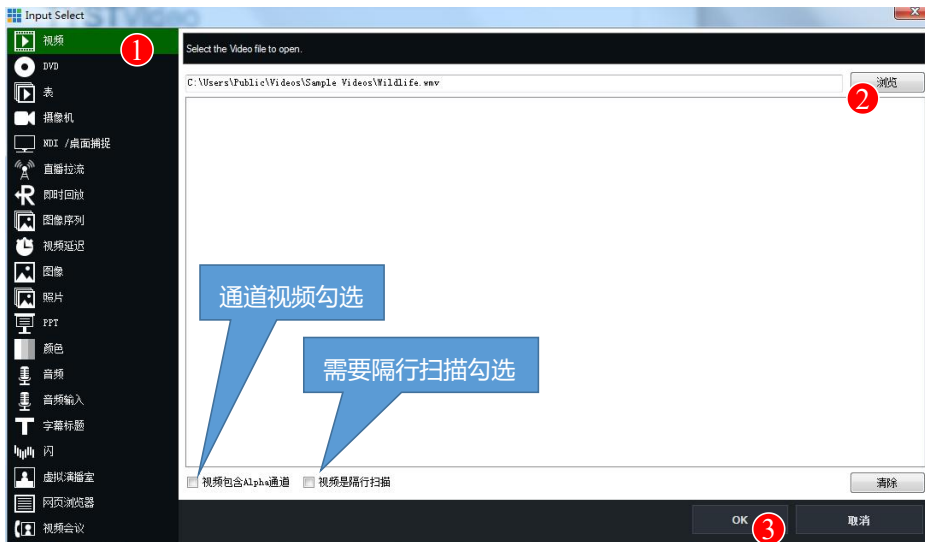 Input Select
STVideo
视频
1
DVD
表
摄像机
NDI /桌面捕捉
直播拉流
即时回放
图像序列
视频延迟
图像
照片
PPT
颜色
音频
音频输入
字幕标题
闪
虚拟演播室
网页浏览器
视频会议
Select the Video file to open.
C:\Users\Public\Videos\Sample Videos\Wildlife.wmv
浏览
2
通道视频勾选
需要隔行扫描勾选
视频包含Alpha通道
视频是隔行扫描
清除
OK
3
取消